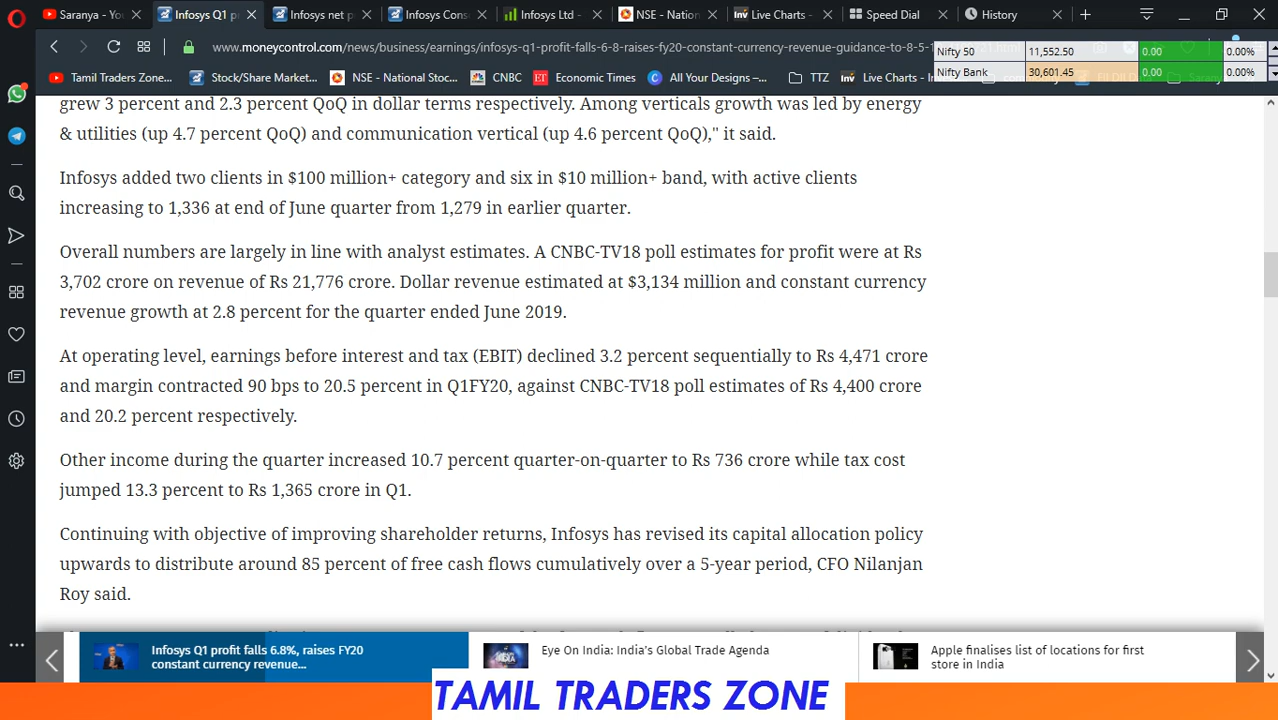 Saranya - You
Infosys Q1 p
Infosys net p
Infosys Cons
Infosys Ltd -
NSE - Nation
Live Charts -
Speed Dial
History
www.moneycontrol.com/news/business/earnings/infosys-q1-profit-falls-6-8-raises-fy20-constant-currency-revenue-guidance-to-8-5-1
Nifty 50 11,552.50 0.00 0.00%
Nifty Bank 30,601.45 0.00 0.00%
Tamil Traders Zone...
Stock/Share Market...
NSE - National Stoc...
CNBC
Economic Times
All Your Designs -...
TTZ
Live Charts -
grew 3 percent and 2.3 percent QoQ in dollar terms respectively. Among verticals growth was led by energy
& utilities (up 4.7 percent QoQ) and communication vertical (up 4.6 percent QoQ)," it said.
Infosys added two clients in $100 million+ category and six in $10 million+ band, with active clients
increasing to 1,336 at end of June quarter from 1,279 in earlier quarter.
Overall numbers are largely in line with analyst estimates. A CNBC-TV18 poll estimates for profit were at Rs
3,702 crore on revenue of Rs 21,776 crore. Dollar revenue estimated at $3,134 million and constant currency
revenue growth at 2.8 percent for the quarter ended June 2019.
At operating level, earnings before interest and tax (EBIT) declined 3.2 percent sequentially to Rs 4,471 crore
and margin contracted 90 bps to 20.5 percent in Q1FY20, against CNBC-TV18 poll estimates of Rs 4,400 crore
and 20.2 percent respectively.
Other income during the quarter increased 10.7 percent quarter-on-quarter to Rs 736 crore while tax cost
jumped 13.3 percent to Rs 1,365 crore in Q1.
Continuing with objective of improving shareholder returns, Infosys has revised its capital allocation policy
upwards to distribute around 85 percent of free cash flows cumulatively over a 5-year period, CFO Nilanjan
Roy said.
Infosys Q1 profit falls 6.8%, raises FY20
constant currency revenue...
Eye On India: India's Global Trade Agenda
Apple finalises list of locations for first
store in India
TAMIL TRADERS ZONE